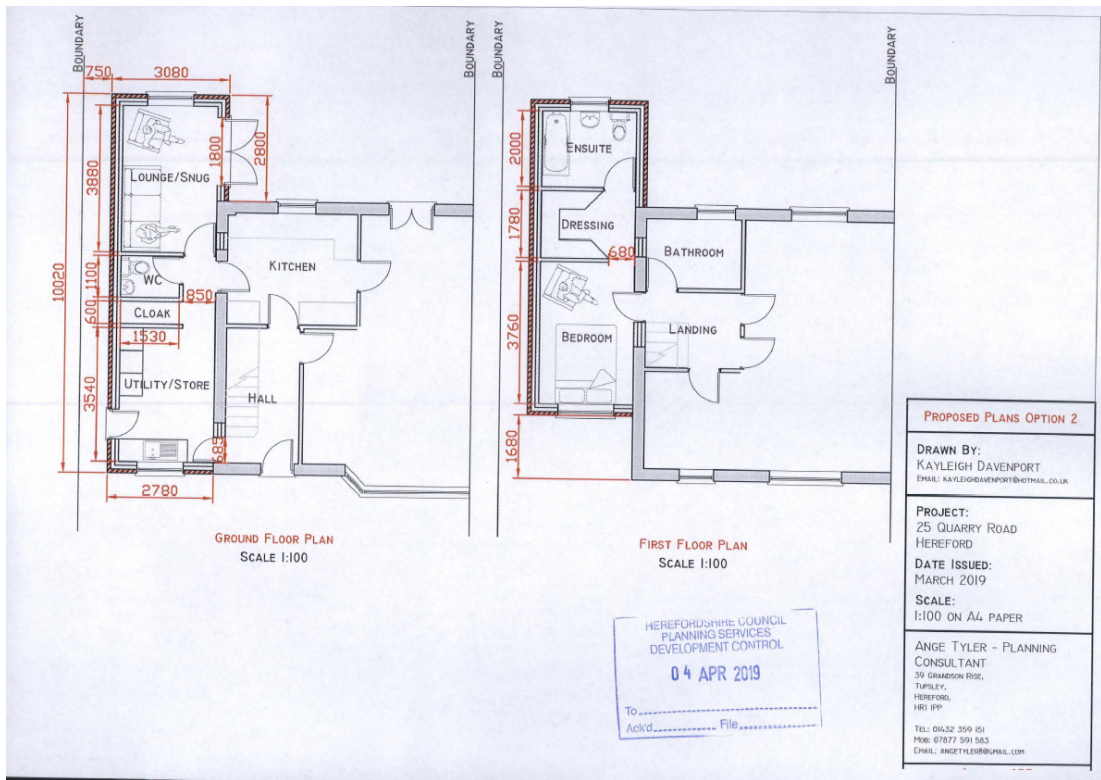 BOUNDARY
750
3080
10020
3880
LOUNGE/SNUG
1800
2800
WC
1100
850
600
CLOAK
1530
KITCHEN
UTILITY/STORE
3540
HALL
685
2780
BOUNDARY
GROUND FLOOR PLAN
SCALE 1:100
BOUNDARY
2000
ENSUITE
1780
DRESSING
680
BATHROOM
3760
BEDROOM
LANDING
1680
BOUNDARY
FIRST FLOOR PLAN
SCALE 1:100
HEREFORDSHIRE COUNCIL
PLANNING SERVICES
DEVELOPMENT CONTROL
04 APR 2019
To
Ack'd File
PROPOSED PLANS OPTION 2
DRAWN BY:
KAYLEIGH DAVENPORT
EMAIL: KAYLEIGHDAVENPORT@HOTMAIL.CO.UK
PROJECT:
25 QUARRY ROAD
HEREFORD
DATE ISSUED:
MARCH 2019
SCALE:
1:100 ON A4 PAPER
ANGE TYLER - PLANNING
CONSULTANT
39 GRANDSON RISE,
TUPSLEY,
HEREFORD,
HR1 1PP
TEL: 01432 359 151
MOB: 07877 591 583
EMAIL: ANGETYLER8@GMAIL.COM